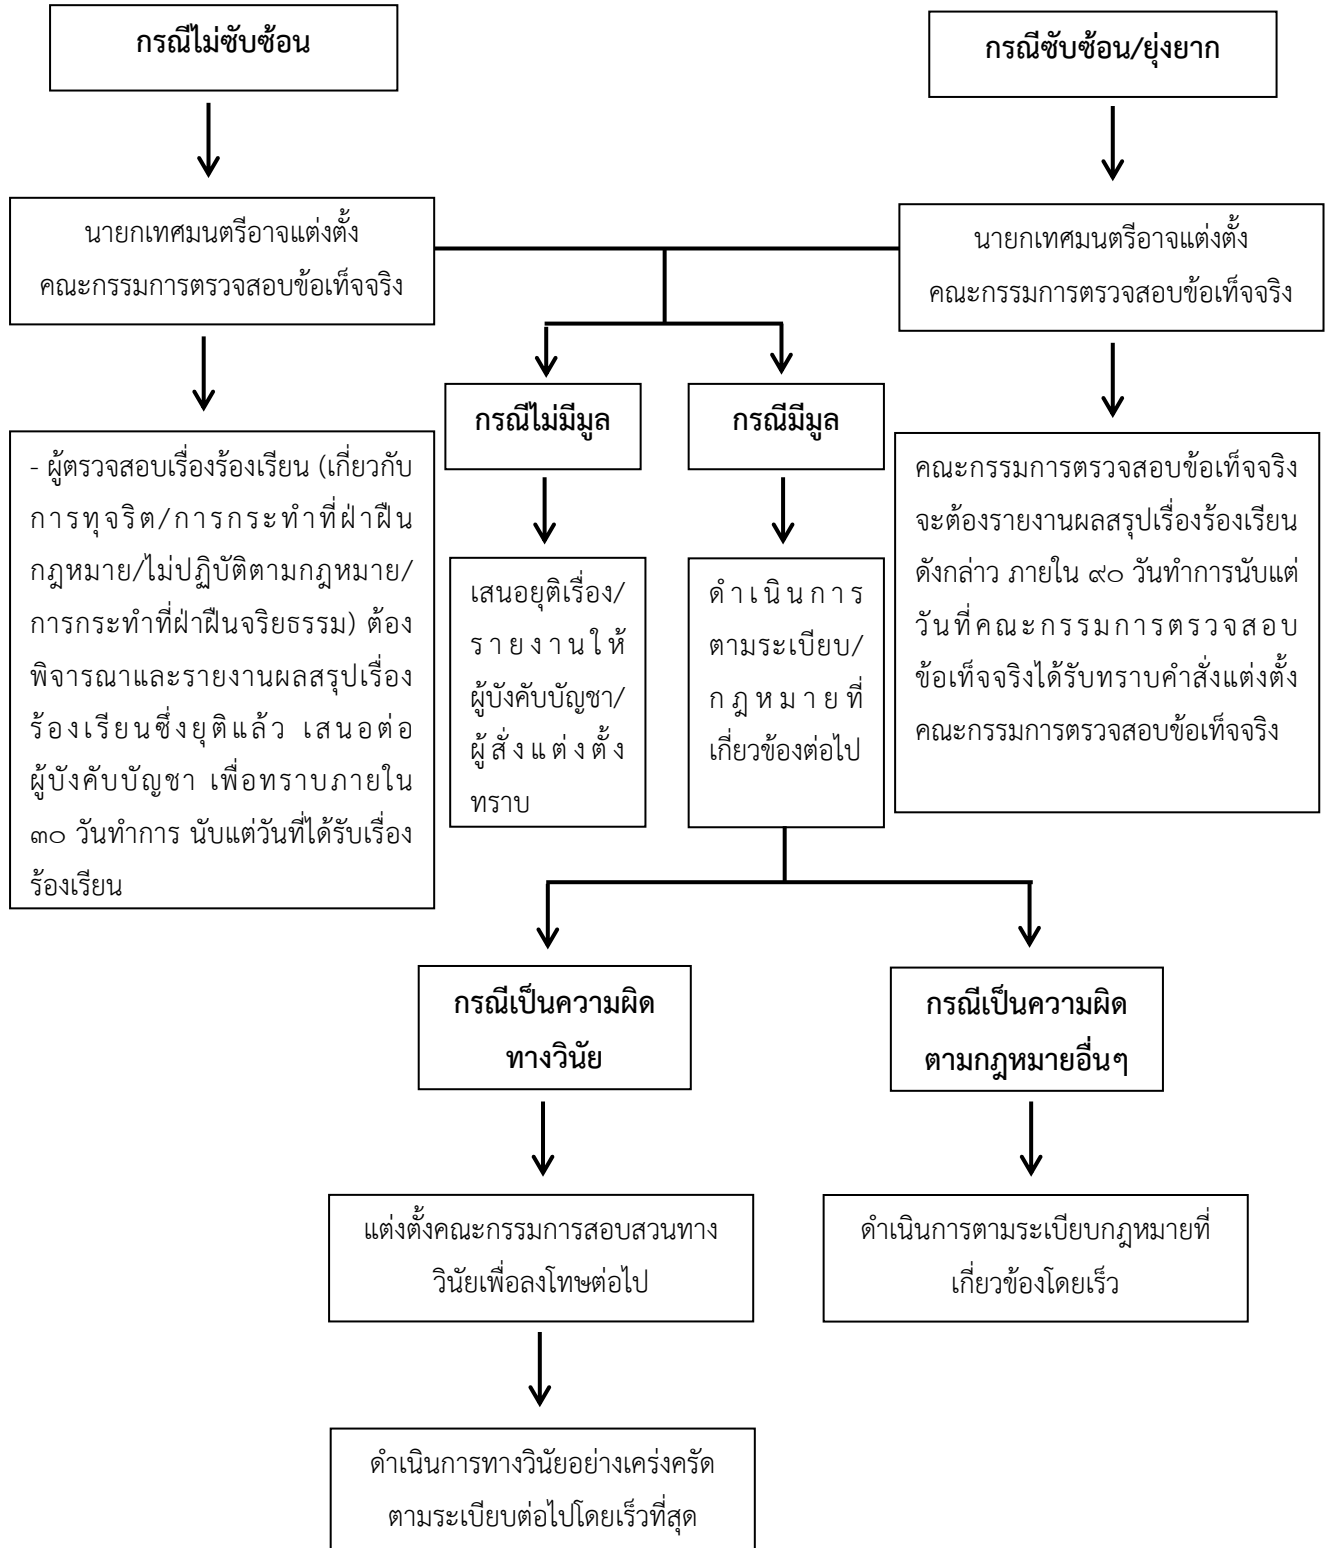 กรณีไม่ซับซ้อน
กรณีซับซ้อน/ยุ่งยาก
นายกเทศมนตรีอาจแต่งตั้ง
คณะกรรมการตรวจสอบข้อเท็จจริง
นายกเทศมนตรีอาจแต่งตั้ง
คณะกรรมการตรวจสอบข้อเท็จจริง
กรณีไม่มีมูล
กรณีมีมูล
- ผู้ตรวจสอบเรื่องร้องเรียน (เกี่ยวกับ
การทุจริต/การกระทำที่ฝ่าฝืน
กฎหมาย/ไม่ปฏิบัติตามกฎหมาย/
การกระทำที่ฝ่าฝืนจริยธรรม) ต้อง
พิจารณาและรายงานผลสรุปเรื่อง
ร้องเรียนซึ่งยุติแล้ว เสนอต่อ
ผู้บังคับบัญชา เพื่อทราบภายใน
๓๐ วันทำการ นับแต่วันที่ได้รับเรื่อง
ร้องเรียน
เสนอยุติเรื่อง/
รายงานให้
ผู้บังคับบัญชา/
ผู้สั่งแต่งตั้ง
ทราบ
ดำเนินการ
ตามระเบียบ/
กฎหมายที่
เกี่ยวข้องต่อไป
คณะกรรมการตรวจสอบข้อเท็จจริง
จะต้องรายงานผลสรุปเรื่องร้องเรียน
ดังกล่าว ภายใน ๙๐ วันทำการนับแต่
วันที่คณะกรรมการตรวจสอบ
ข้อเท็จจริงได้รับทราบคำสั่งแต่งตั้ง
คณะกรรมการตรวจสอบข้อเท็จจริง
กรณีเป็นความผิด
ทางวินัย
กรณีเป็นความผิด
ตามกฎหมายอื่นๆ
แต่งตั้งคณะกรรมการสอบสวนทาง
วินัยเพื่อลงโทษต่อไป
ดำเนินการตามระเบียบกฎหมายที่
เกี่ยวข้องโดยเร็ว
ดำเนินการทางวินัยอย่างเคร่งครัด
ตามระเบียบต่อไปโดยเร็วที่สุด